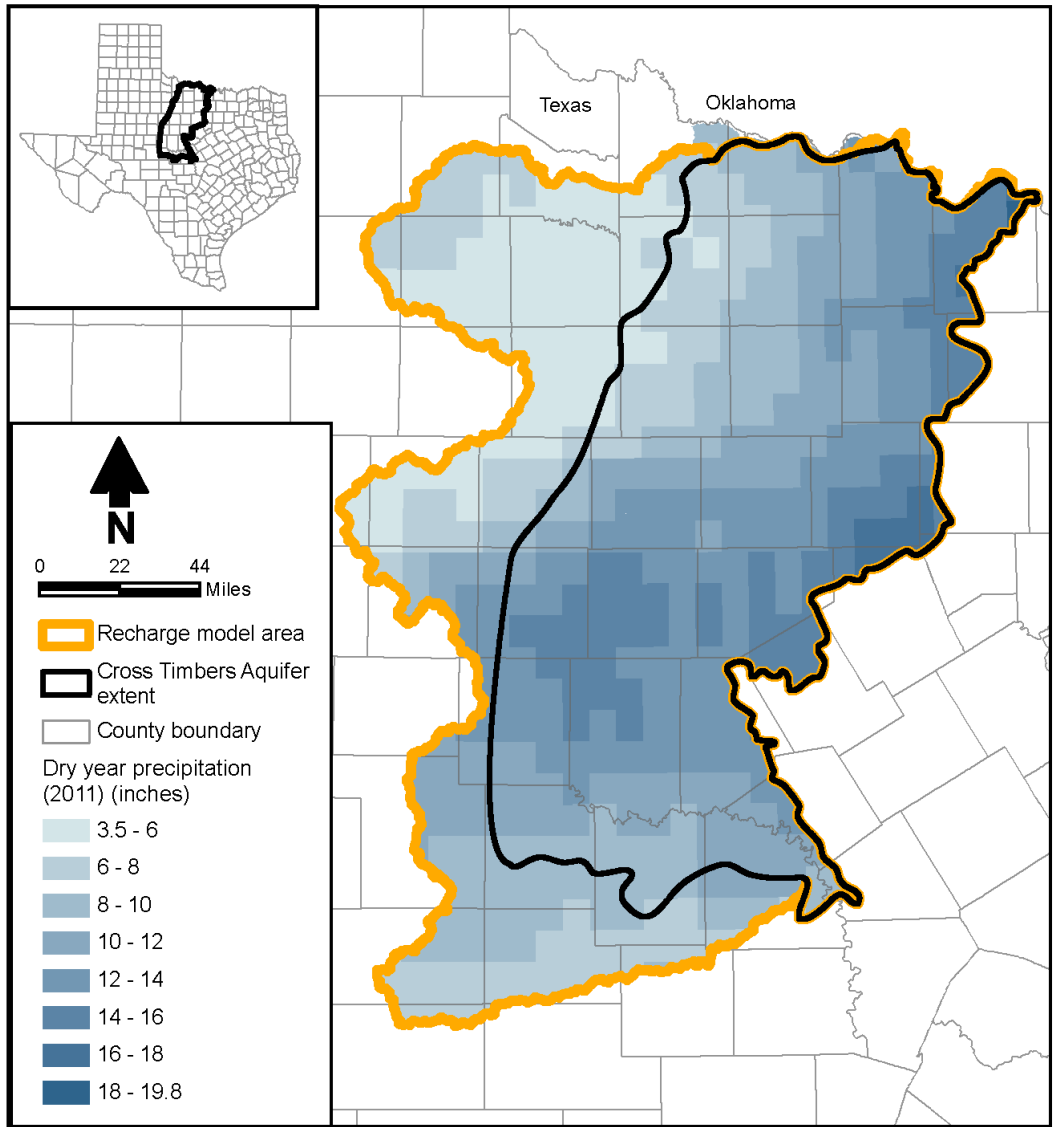 Texas
Oklahoma
N
0 22 44
Miles
Recharge model area
Cross Timbers Aquifer
extent
County boundary
Dry year precipitation
(2011) (inches)
3.5 - 6
6 - 8
8 - 10
10 - 12
12 - 14
14 - 16
16 - 18
18 - 19.8